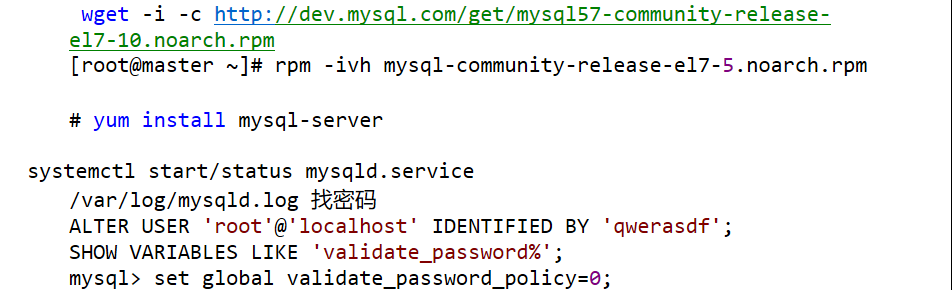 wget -i -c http://dev.mysql.com/get/mysql57-community-release-
el7-10.noarch.rpm
[root@master ~]# rpm -ivh mysql-community-release-el7-5.noarch.rpm
# yum install mysql-server
systemctl start/status mysqld.service
/var/log/mysqld.log 找密码
ALTER USER 'root'@'localhost' IDENTIFIED BY 'qwerasdf';
SHOW VARIABLES LIKE 'validate_password%';
mysql> set global validate_password_policy=0;